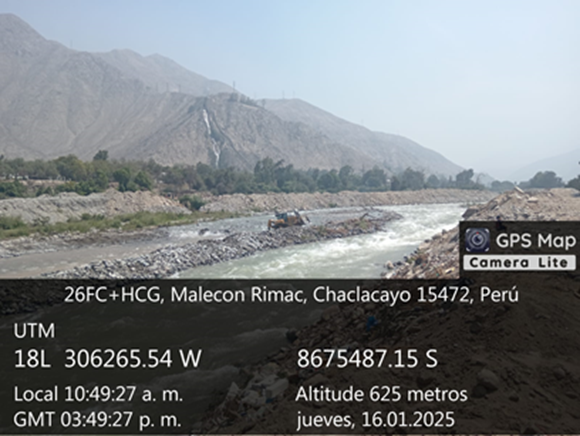 GPS Map
Camera Lite
26FC+HCG, Malecon Rimac, Chaclacayo 15472, Perú
UTM
18L 306265.54 W 8675487.15 S
Local 10:49:27 a. m. Altitude 625 metros
GMT 03:49:27 p. m. jueves, 16.01.2025